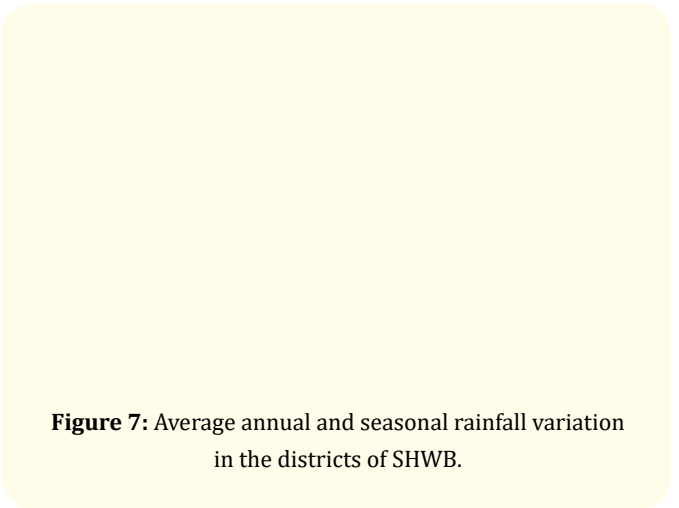 Figure 7: Average annual and seasonal rainfall variation
in the districts of SHWB.